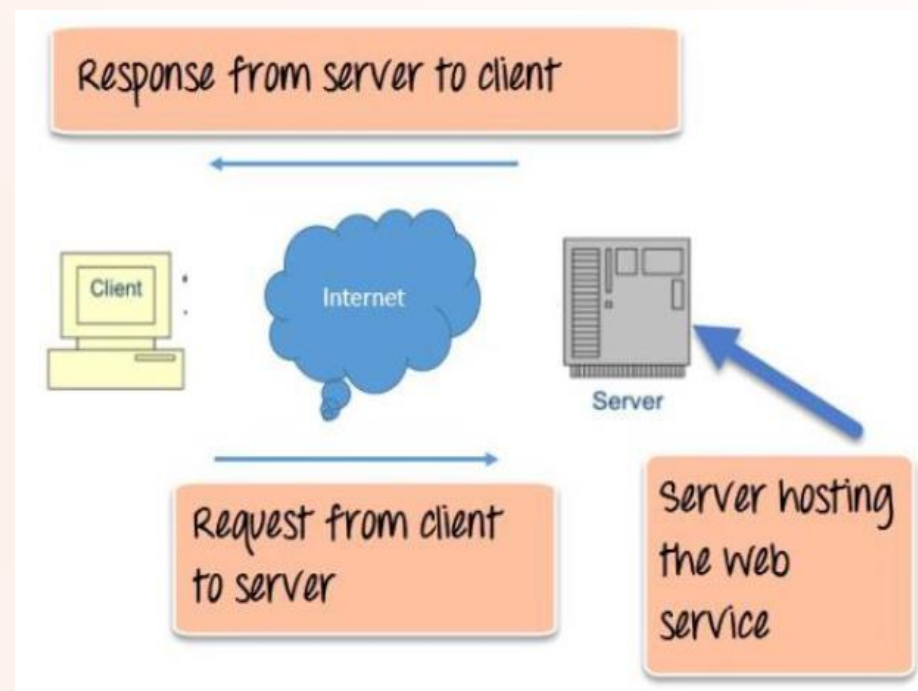 Response from server to client
Client
Internet
Server
Request from client
to server
Server hosting
the web
service